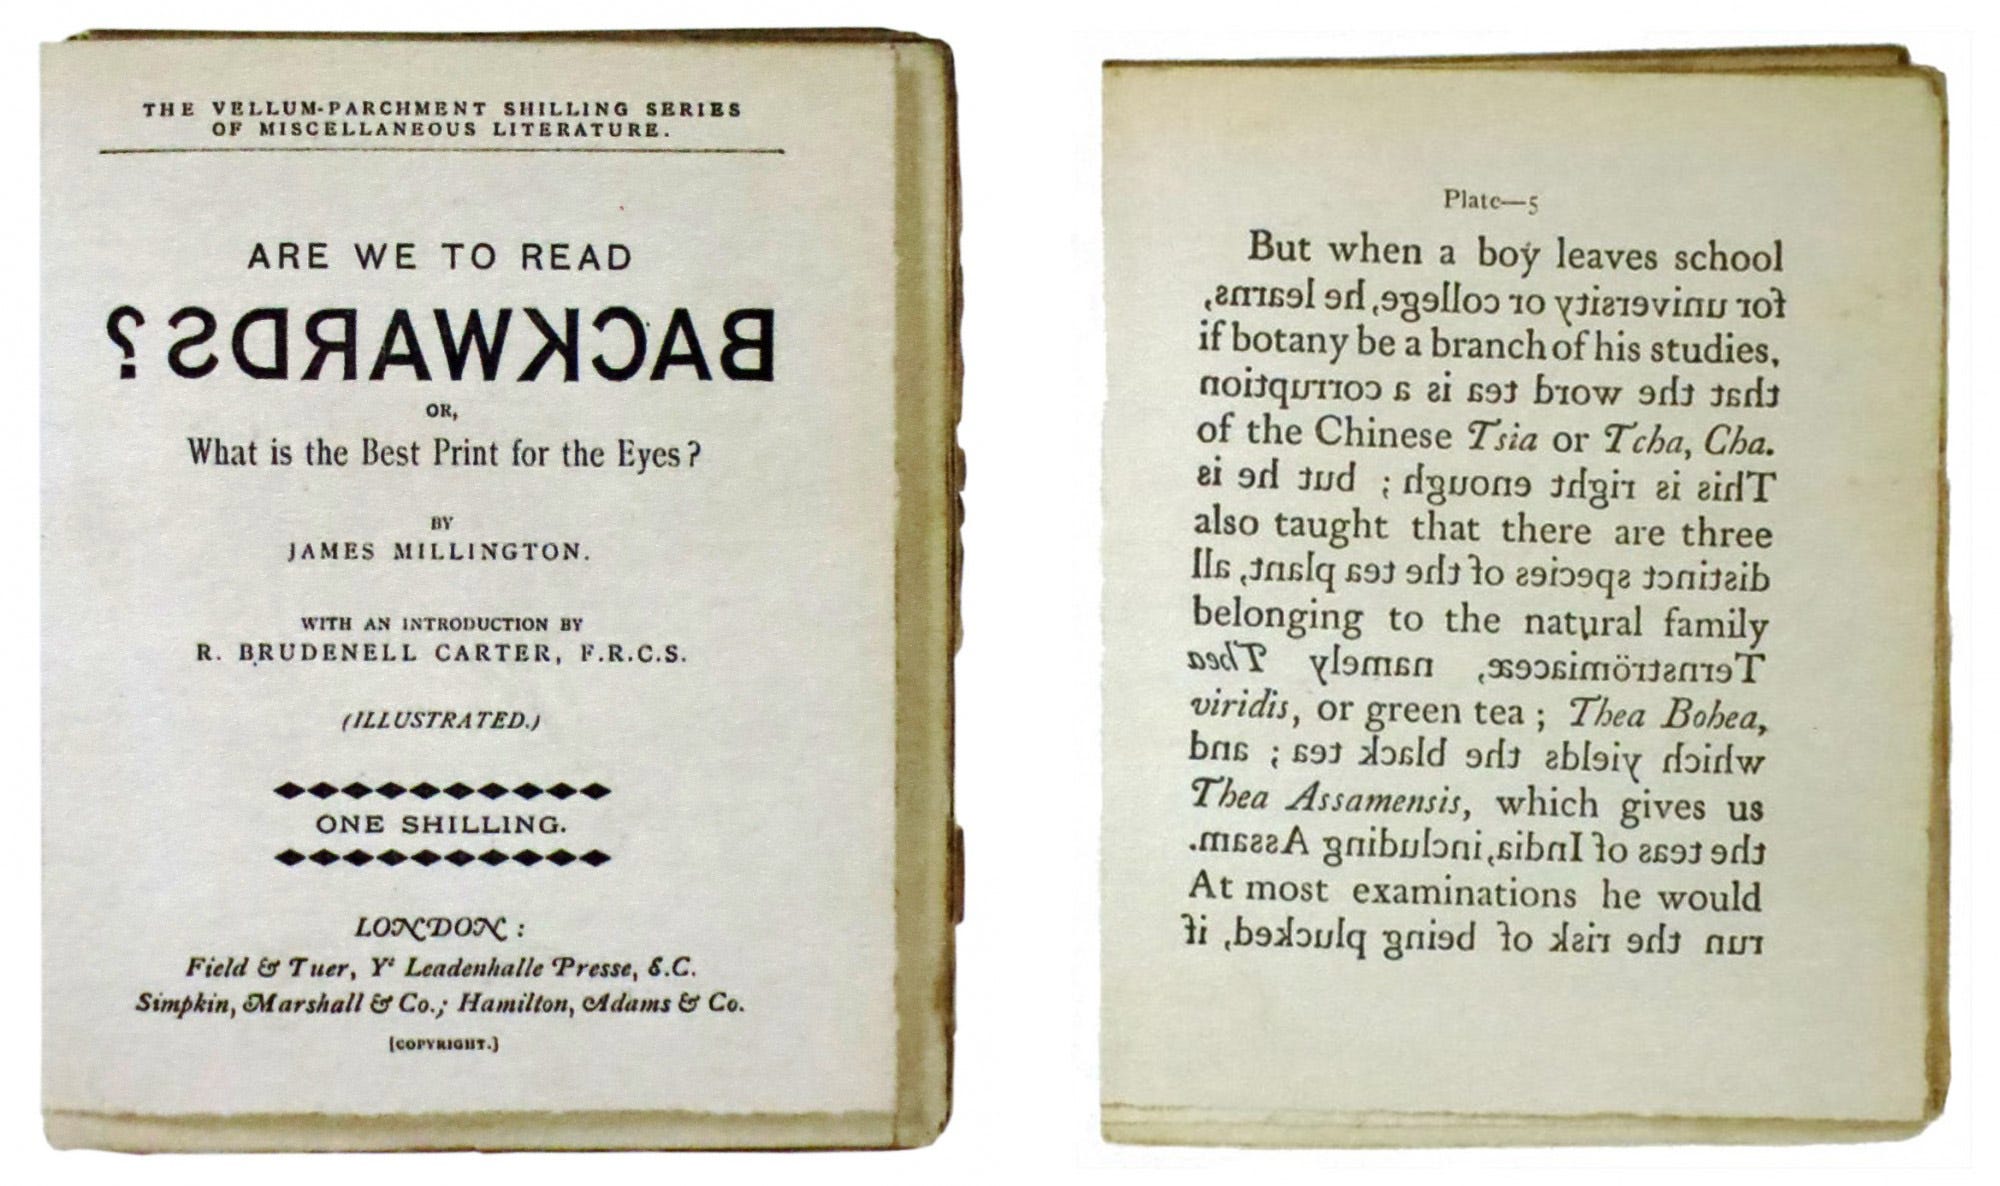 THE VELLUM-PARCHMENT SHILLING SERIES
OF MISCELLANEOUS LITERATURE.
ARE WE TO READ
BACKWARDS?
OR,
What is the Best Print for the Eyes?
BY
JAMES MILLINGTON.
WITH AN INTRODUCTION BY
R. BRUDENELL CARTER, F.R.C.S.
(ILLUSTRATED.)
ONE SHILLING.
LONDON:
Field & Tuer, Ye Leadenhalle Presse, E.C.
Simpkin, Marshall & Co.; Hamilton, Adams & Co.
[COPYRIGHT.]
Plate—5
But when a boy leaves school
for university or college, he learns,
if botany be a branch of his studies,
that the word tea is a corruption
of the Chinese Tsia or Tcha, Cha.
This is right enough; but he is
also taught that there are three
distinct species of the tea plant, all
belonging to the natural family
Ternströmiaceæ, namely Thea
viridis, or green tea; Thea Bohea,
which yields the black tea; and
Thea Assamensis, which gives us
the teas of India, including Assam.
At most examinations he would
run the risk of being plucked, if